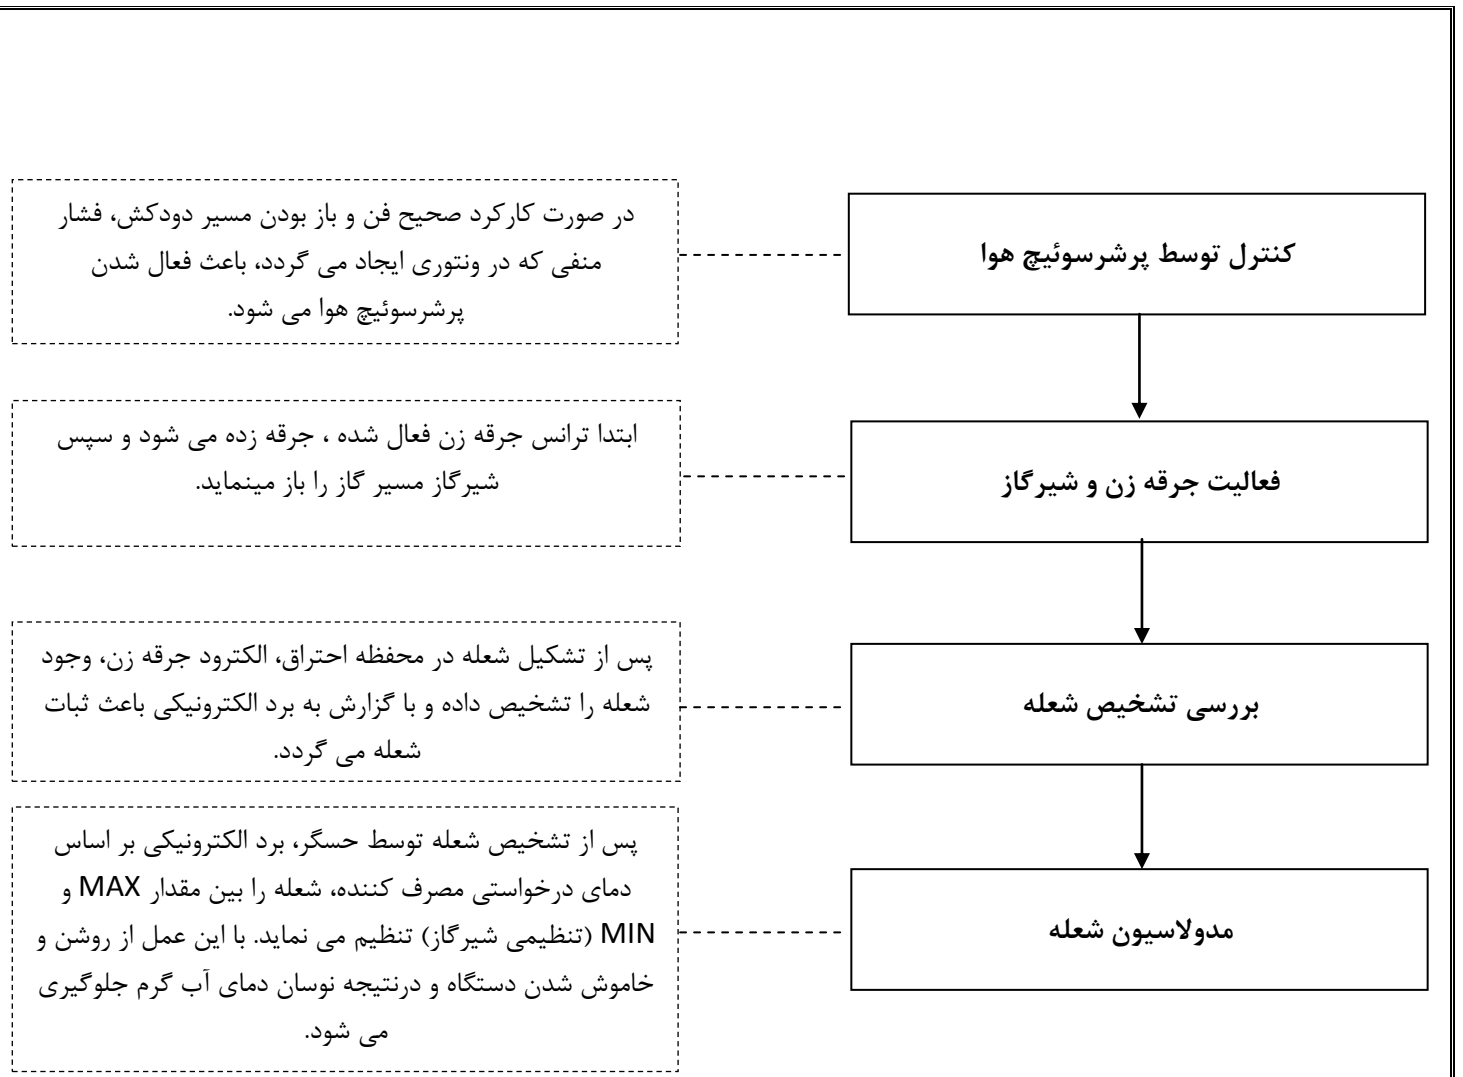 کنترل توسط پرشرسوئیچ هوا
در صورت کارکرد صحیح فن و باز بودن مسیر دودکش، فشار
منفی که در ونتوری ایجاد می گردد، باعث فعال شدن
پرشرسوئیچ هوا می شود.
فعالیت جرقه زن و شیرگاز
ابتدا ترانس جرقه زن فعال شده ، جرقه زده می شود و سپس
شیرگاز مسیر گاز را باز مینماید.
بررسی تشخیص شعله
پس از تشکیل شعله در محفظه احتراق، الکترود جرقه زن، وجود
شعله را تشخیص داده و با گزارش به برد الکترونیکی باعث ثبات
شعله می گردد.
مدولاسیون شعله
پس از تشخیص شعله توسط حسگر، برد الکترونیکی بر اساس
دمای درخواستی مصرف کننده، شعله را بین مقدار MAX و
MIN (تنظیمی شیرگاز) تنظیم می نماید. با این عمل از روشن و
خاموش شدن دستگاه و درنتیجه نوسان دمای آب گرم جلوگیری
می شود.